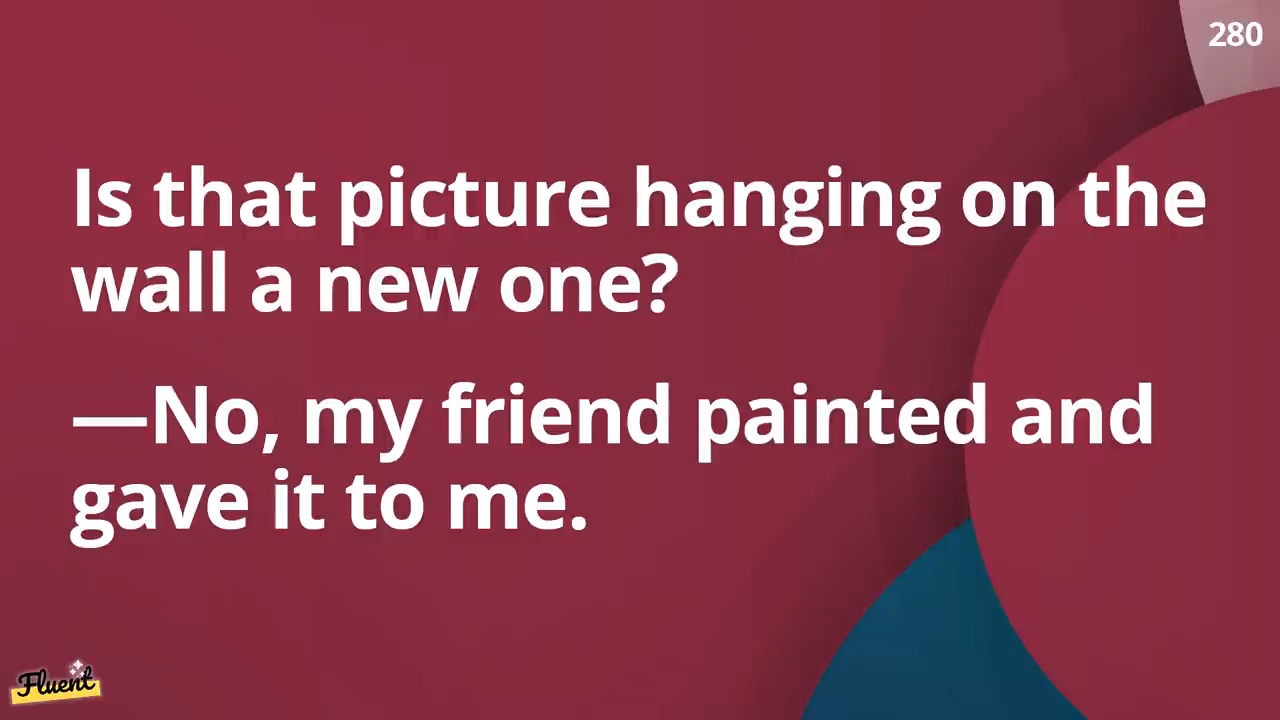 280
Is that picture hanging on the
wall a new one?
—No, my friend painted and
gave it to me.
Fluent